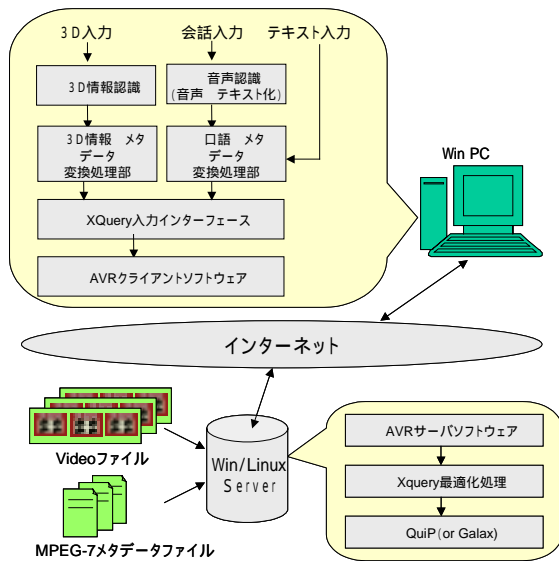 3D入力
会話入力
テキスト入力
3D情報認識
音声認識
(音声　テキスト化)
3D情報　メタ
データ
変換処理部
口語　メタ
データ
変換処理部
XQuery入力インターフェース
AVRクライアントソフトウェア
Win PC
インターネット
Videoファイル
MPEG-7メタデータファイル
Win/Linux
Server
AVRサーバソフトウェア
Xquery最適化処理
QuiP(or Galax)